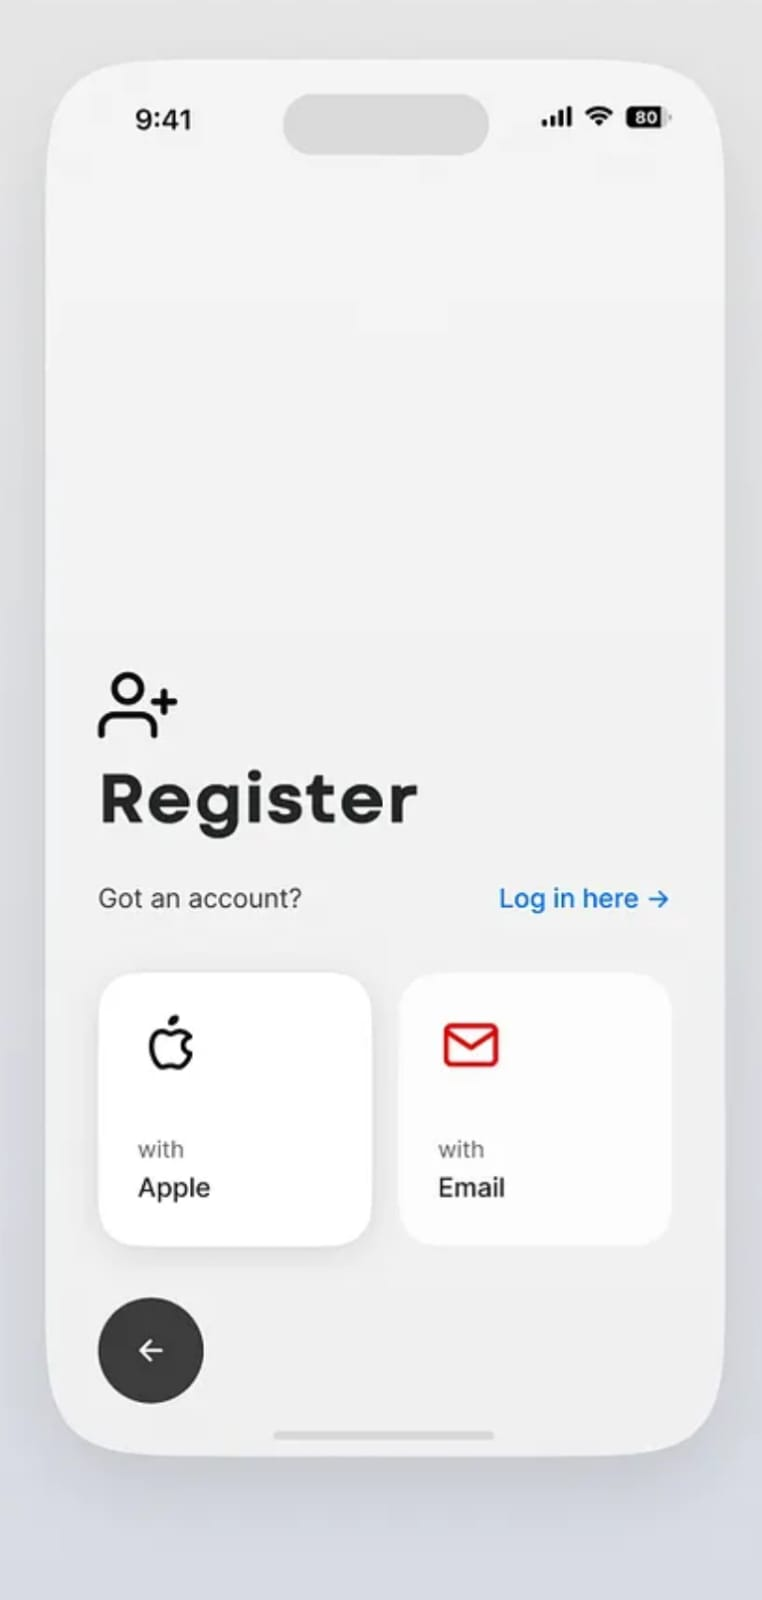 9:41
80
Register
Got an account?
Log in here →
with
Apple
with
Email